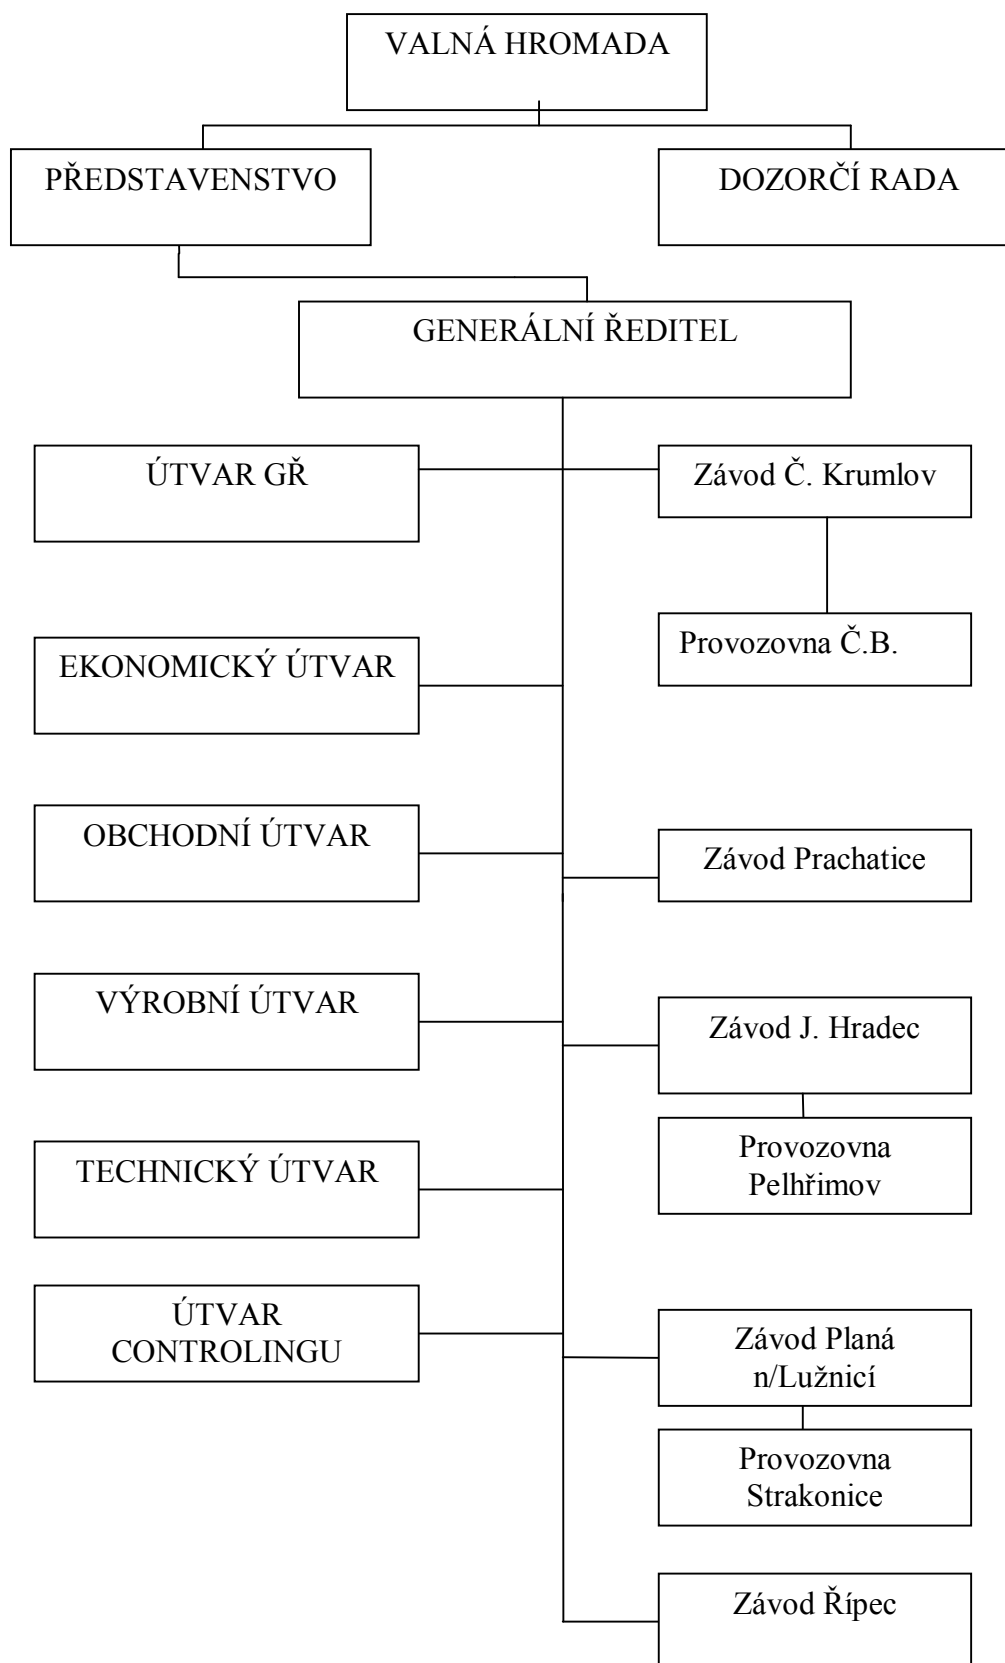 VALNÁ HROMADA
PŘEDSTAVENSTVO
DOZORČÍ RADA
GENERÁLNÍ ŘEDITEL
ÚTVAR GŘ
Závod Č. Krumlov
Provozovna Č.B.
EKONOMICKÝ ÚTVAR
OBCHODNÍ ÚTVAR
Závod Prachatice
VÝROBNÍ ÚTVAR
Závod J. Hradec
Provozovna
Pelhřimov
TECHNICKÝ ÚTVAR
ÚTVAR
CONTROLINGU
Závod Planá
n/Lužnicí
Provozovna
Strakonice
Závod Řípec